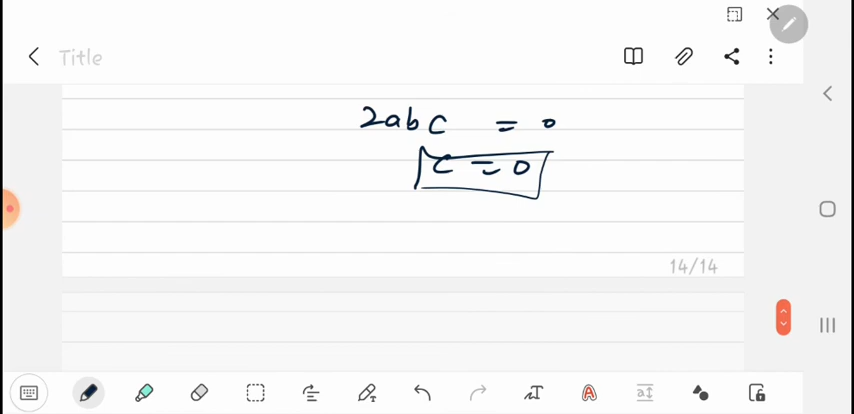 Title
2abc = 0
c = 0
14/14